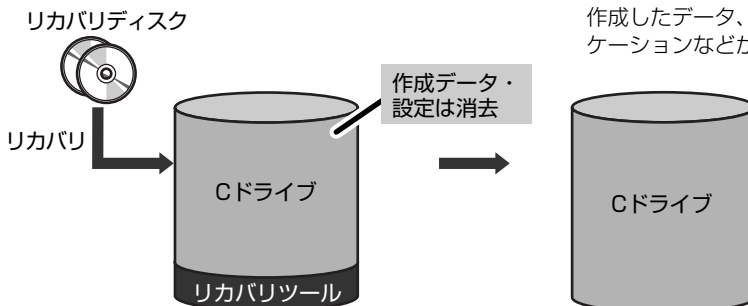 リカバリディスク
リカバリ
作成データ・
設定は消去
Cドライブ
リカバリツール
作成したデータ、
ケーションなどが
Cドライブ